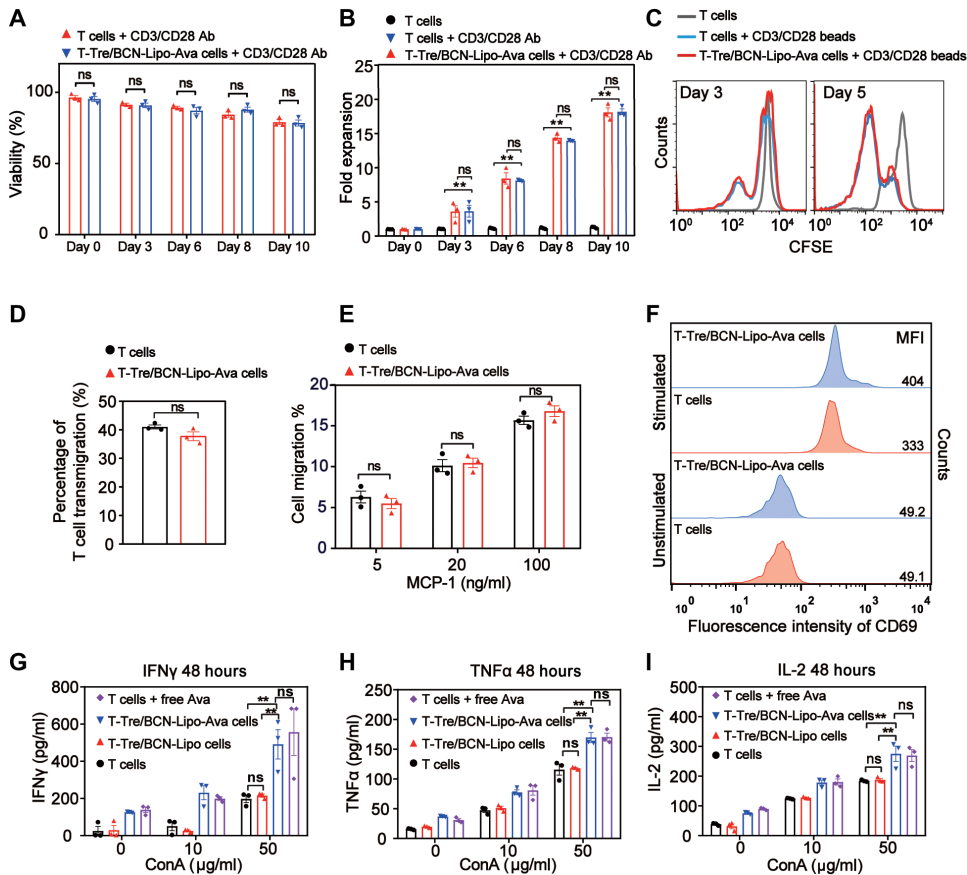 A
T cells + CD3/CD28 Ab
T-Tre/BCN-Lipo-Ava cells + CD3/CD28 Ab
Viability (%)
100
50
0
ns
ns
ns
ns
ns
Day 0
Day 3
Day 6
Day 8
Day 10
B
T cells
T cells + CD3/CD28 Ab
T-Tre/BCN-Lipo-Ava cells + CD3/CD28 Ab
Fold expansion
25
20
15
10
5
0
ns
**
ns
**
ns
**
ns
**
Day 0
Day 3
Day 6
Day 8
Day 10
C
T cells
T cells + CD3/CD28 beads
T-Tre/BCN-Lipo-Ava cells + CD3/CD28 beads
Counts
Day 3
Day 5
10⁰
10²
10⁴
10⁰
10²
10⁴
CFSE
D
T cells
T-Tre/BCN-Lipo-Ava cells
Percentage of
T cell transmigration (%)
50
40
30
20
10
0
ns
E
T cells
T-Tre/BCN-Lipo-Ava cells
Cell migration %
20
15
10
5
0
ns
ns
ns
5
20
100
MCP-1 (ng/ml)
F
MFI
Stimulated
T-Tre/BCN-Lipo-Ava cells
404
T cells
333
Unstimulated
T-Tre/BCN-Lipo-Ava cells
49.2
T cells
49.1
Counts
10⁰
10¹
10²
10³
10⁴
Fluorescence intensity of CD69
G
IFNγ 48 hours
T cells + free Ava
T-Tre/BCN-Lipo-Ava cells
T-Tre/BCN-Lipo cells
T cells
IFNγ (pg/ml)
800
600
400
200
0
ns
**
**
ns
0
10
50
ConA (µg/ml)
H
TNFα 48 hours
T cells + free Ava
T-Tre/BCN-Lipo-Ava cells
T-Tre/BCN-Lipo cells
T cells
TNFα (pg/ml)
250
200
150
100
50
0
ns
**
**
ns
0
10
50
ConA (µg/ml)
I
IL-2 48 hours
T cells + free Ava
T-Tre/BCN-Lipo-Ava cells
T-Tre/BCN-Lipo cells
T cells
IL-2 (pg/ml)
500
400
300
200
100
0
ns
**
**
ns
0
10
50
ConA (µg/ml)